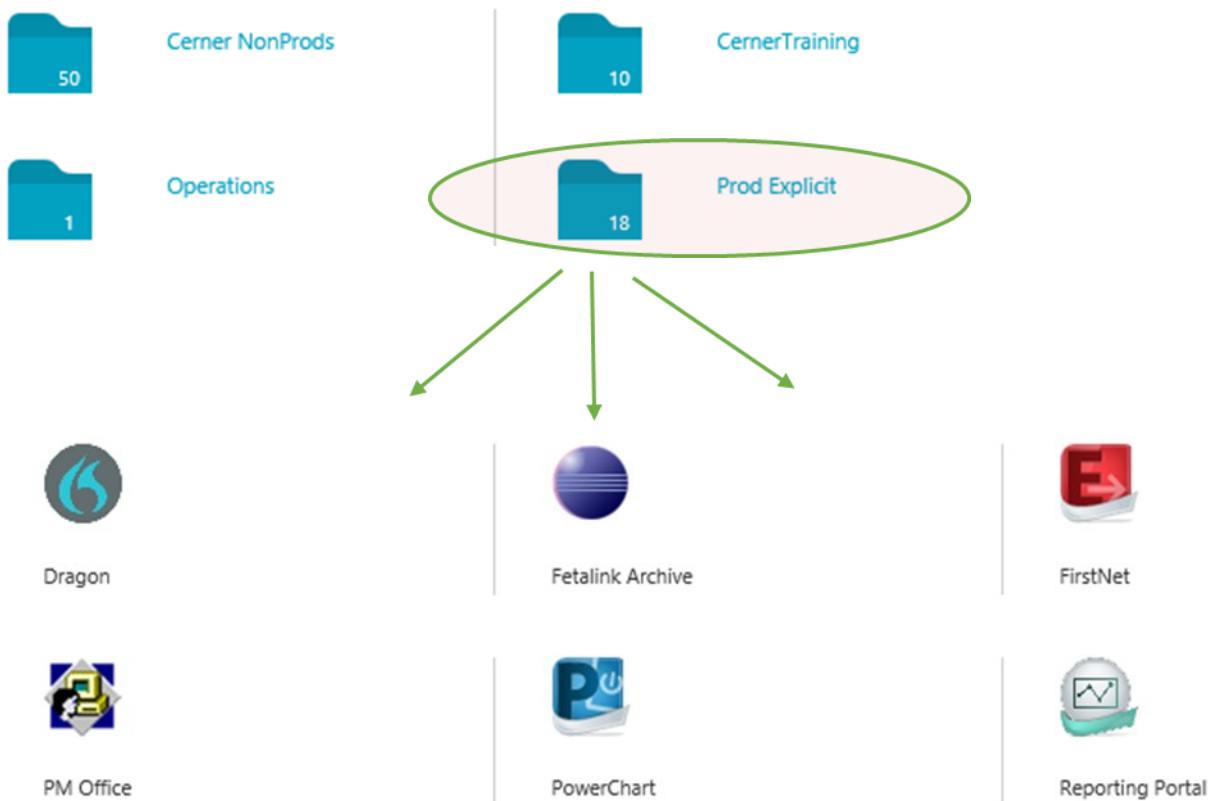 Cerner NonProds
50
CernerTraining
10
Operations
1
Prod Explicit
18
Dragon
Fetalink Archive
FirstNet
PM Office
PowerChart
Reporting Portal